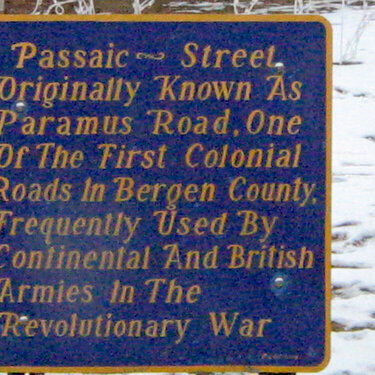 Passaic ~ Street
Originally Known As
Paramus Road, One
Of The First Colonial
Roads In Bergen County,
Frequently Used By
Continental And British
Armies In The
Revolutionary War